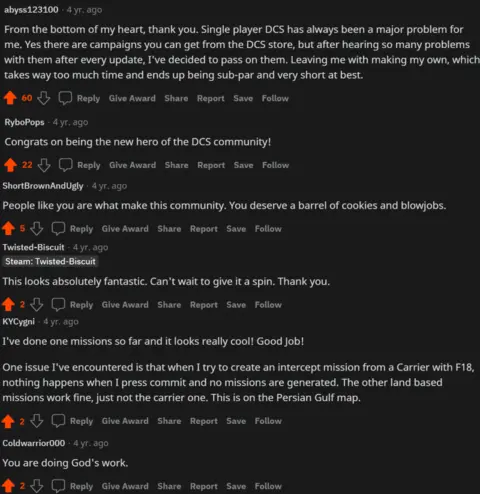 abyss123100 · 4 yr. ago
From the bottom of my heart, thank you. Single player DCS has always been a major problem for
me. Yes there are campaigns you can get from the DCS store, but after hearing so many problems
with them after every update, I've decided to pass on them. Leaving me with making my own, which
takes way too much time and ends up being sub-par and very short at best.
60 Reply Give Award Share Report Save Follow
RyboPops · 4 yr. ago
Congrats on being the new hero of the DCS community!
22 Reply Give Award Share Report Save Follow
ShortBrownAndUgly · 4 yr. ago
People like you are what make this community. You deserve a barrel of cookies and blowjobs.
5 Reply Give Award Share Report Save Follow
Twisted-Biscuit · 4 yr. ago
Steam: Twisted-Biscuit
This looks absolutely fantastic. Can't wait to give it a spin. Thank you.
2 Reply Give Award Share Report Save Follow
KYCygni · 4 yr. ago
I've done one missions so far and it looks really cool! Good Job!
One issue I've encountered is that when I try to create an intercept mission from a Carrier with F18,
nothing happens when I press commit and no missions are generated. The other land based
missions work fine, just not the carrier one. This is on the Persian Gulf map.
2 Reply Give Award Share Report Save Follow
Coldwarrior000 · 4 yr. ago
You are doing God's work.
2 Reply Give Award Share Report Save Follow